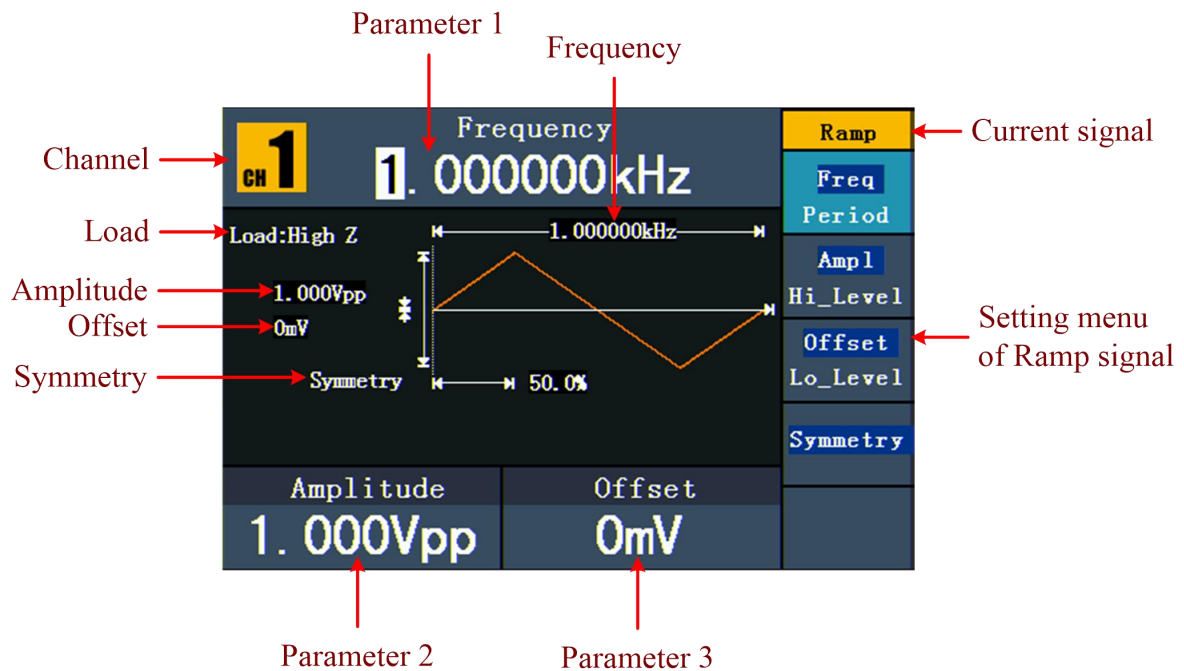 Parameter 1
Frequency
Channel
CH 1
Frequency
1.000000kHz
Ramp
Current signal
Freq
Period
Load
Load:High Z
1.000000kHz
Ampl
Hi_Level
Amplitude
1.000Vpp
Offset
0mV
Offset
Lo_Level
Setting menu
of Ramp signal
Symmetry
Symmetry
50.0%
Symmetry
Amplitude
1.000Vpp
Offset
0mV
Parameter 2
Parameter 3